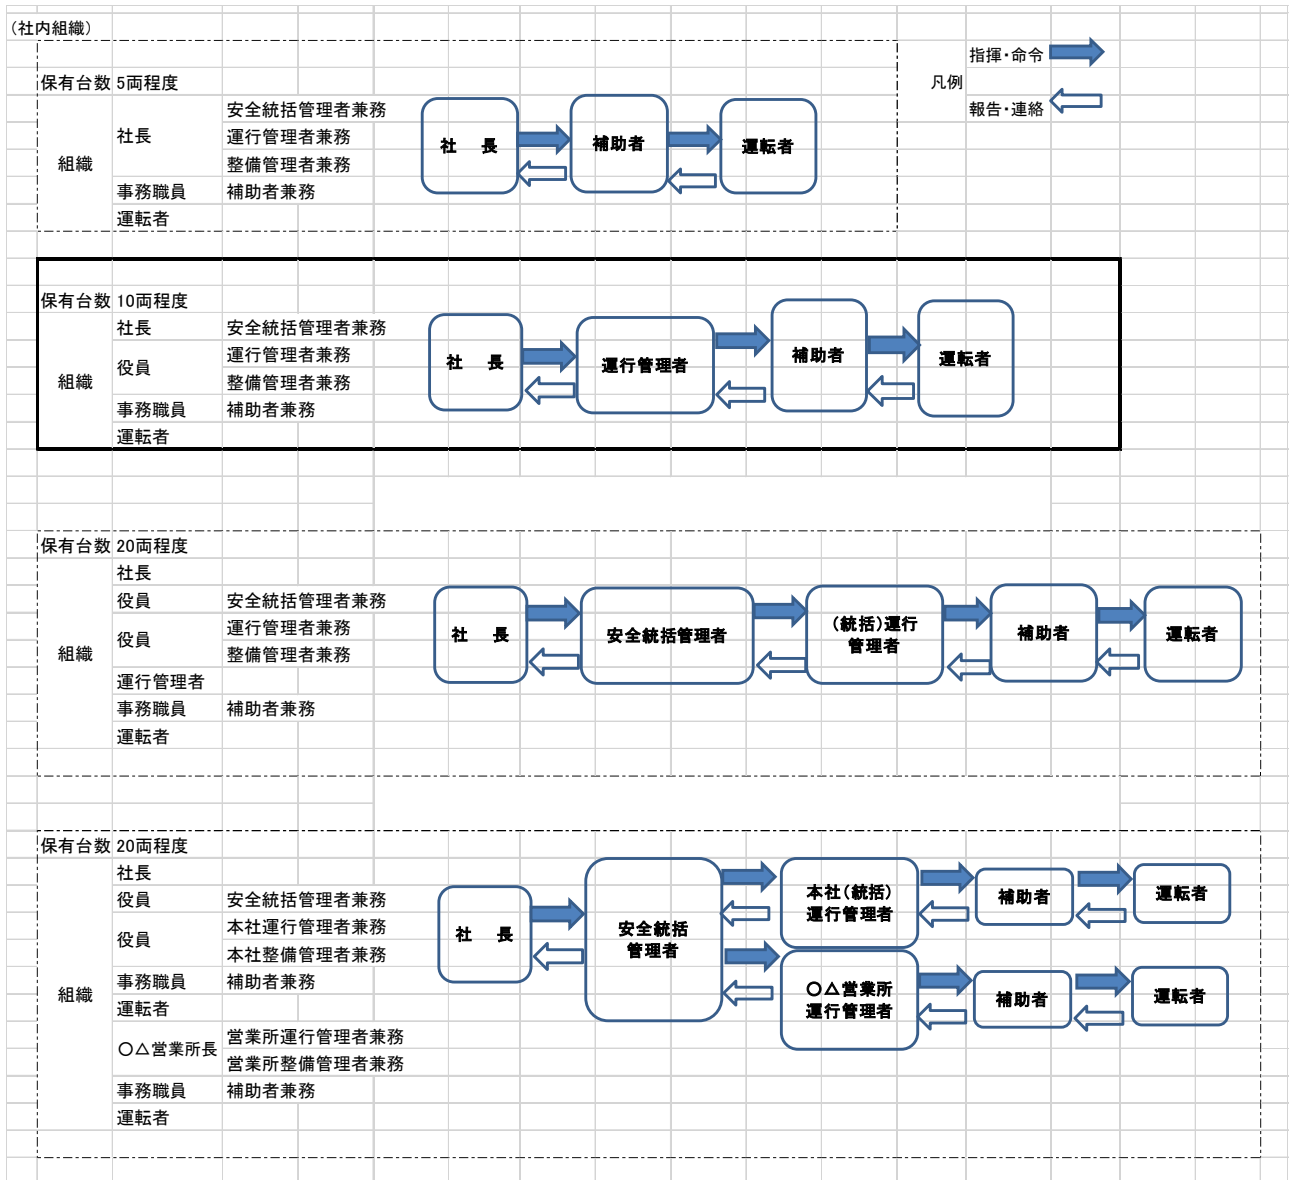 （社内組織）
指揮・命令
凡例
報告・連絡
保有台数 5両程度
安全統括管理者兼務
社長
運行管理者兼務
組織
整備管理者兼務
事務職員 補助者兼務
運転者
社 長
補助者
運転者
保有台数 10両程度
社長 安全統括管理者兼務
役員
運行管理者兼務
組織
整備管理者兼務
事務職員 補助者兼務
運転者
社 長
運行管理者
補助者
運転者
保有台数 20両程度
社長
役員 安全統括管理者兼務
役員
運行管理者兼務
組織
整備管理者兼務
運行管理者
事務職員 補助者兼務
運転者
社 長
安全統括管理者
(統括)運行
管理者
補助者
運転者
保有台数 20両程度
社長
役員 安全統括管理者兼務
役員
本社運行管理者兼務
本社整備管理者兼務
事務職員 補助者兼務
組織
運転者
〇△営業所長
営業所運行管理者兼務
営業所整備管理者兼務
事務職員 補助者兼務
運転者
社 長
安全統括
管理者
本社(統括)
運行管理者
補助者
運転者
〇△営業所
運行管理者
補助者
運転者